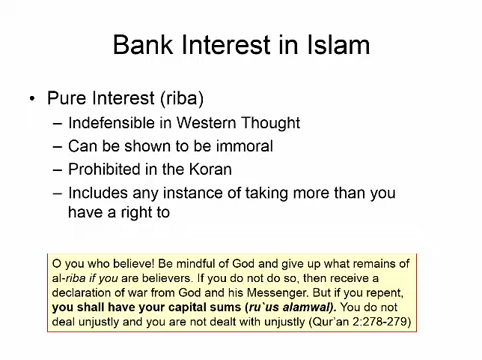 Bank Interest in Islam
• Pure Interest (riba)
– Indefensible in Western Thought
– Can be shown to be immoral
– Prohibited in the Koran
– Includes any instance of taking more than you
have a right to
O you who believe! Be mindful of God and give up what remains of
al-riba if you are believers. If you do not do so, then receive a
declaration of war from God and his Messenger. But if you repent,
you shall have your capital sums (ru`us alamwal). You do not
deal unjustly and you are not dealt with unjustly (Qur'an 2:278-279)